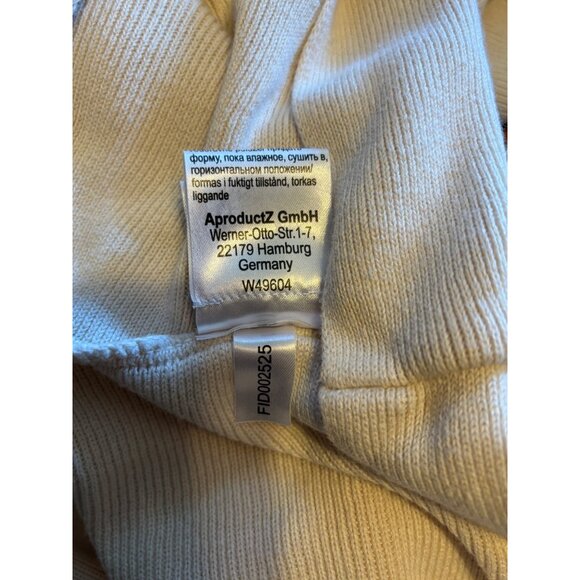 форму, пока влажное, сушить в,
горизонтальном положении/
formas i fuktigt tillstånd, torkas
liggande
AproductZ GmbH
Werner-Otto-Str.1-7,
22179 Hamburg
Germany
W49604
FID002525